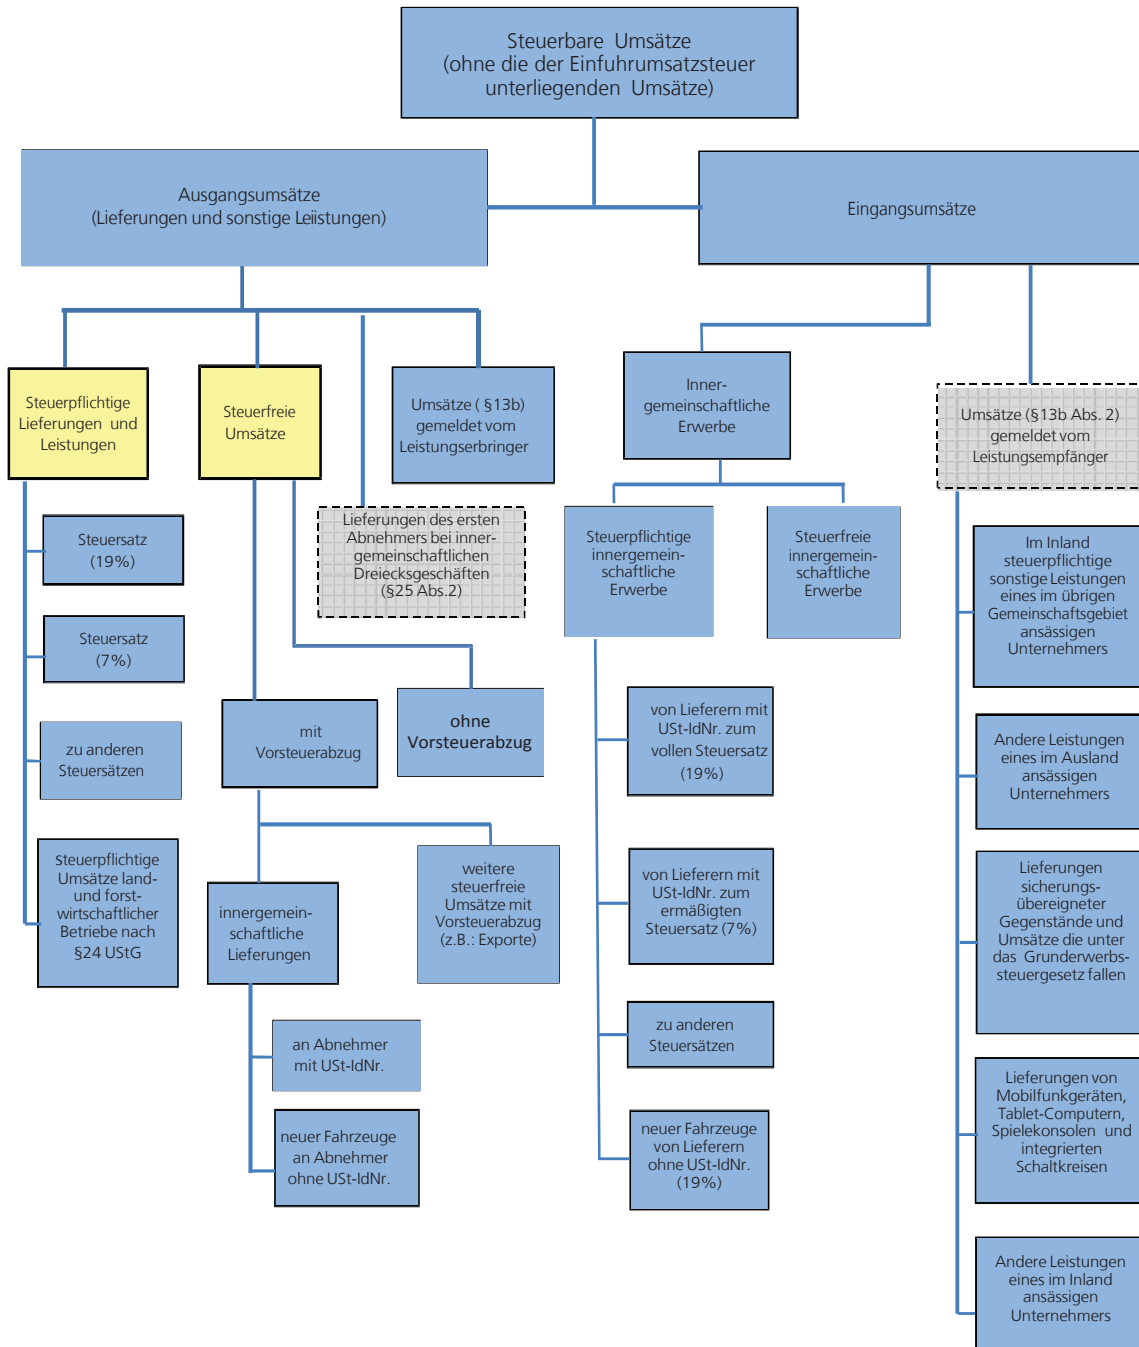 Steuerbare Umsätze
(ohne die der Einfuhrumsatzsteuer
unterliegenden Umsätze)
Ausgangsumsätze
(Lieferungen und sonstige Leiistungen)
Eingangsumsätze
Steuerpflichtige
Lieferungen und
Leistungen
Steuerfreie
Umsätze
Umsätze ( §13b)
gemeldet vom
Leistungserbringer
Inner-
gemeinschaftliche
Erwerbe
Umsätze (§13b Abs. 2)
gemeldet vom
Leistungsempfänger
Lieferungen des ersten
Abnehmers bei inner-
gemeinschaftlichen
Dreiecksgeschäften
(§25 Abs.2)
Steuersatz
(19%)
Steuersatz
(7%)
zu anderen
Steuersätzen
Steuerpflichtige
Umsätze land-
und forst-
wirtschaftlicher
Betriebe nach
§24 UStG
mit
Vorsteuerabzug
ohne
Vorsteuerabzug
innergemein-
schaftliche
Lieferungen
weitere
steuerfreie
Umsätze mit
Vorsteuerabzug
(z.B.: Exporte)
an Abnehmer
mit USt-IdNr.
neuer Fahrzeuge
an Abnehmer
ohne USt-IdNr.
Steuerpflichtige
innergemein-
schaftliche
Erwerbe
Steuerfreie
innergemein-
schaftliche
Erwerbe
von Lieferern mit
USt-IdNr. zum
vollen Steuersatz
(19%)
von Lieferern mit
USt-IdNr. zum
ermäßigten
Steuersatz (7%)
zu anderen
Steuersätzen
neuer Fahrzeuge
von Lieferern
ohne USt-IdNr.
(19%)
Im Inland
steuerpflichtige
sonstige Leistungen
eines im übrigen
Gemeinschaftsgebiet
ansässigen
Unternehmers
Andere Leistungen
eines im Ausland
ansässigen
Unternehmers
Lieferungen
sicherungs-
übereigneter
Gegenstände und
Umsätze die unter
das Grunderwerbs-
steuergesetz fallen
Lieferungen von
Mobilfunkgeräten,
Tablet-Computern,
Spielekonsolen und
integrierten
Schaltkreisen
Andere Leistungen
eines im Inland
ansässigen
Unternehmers